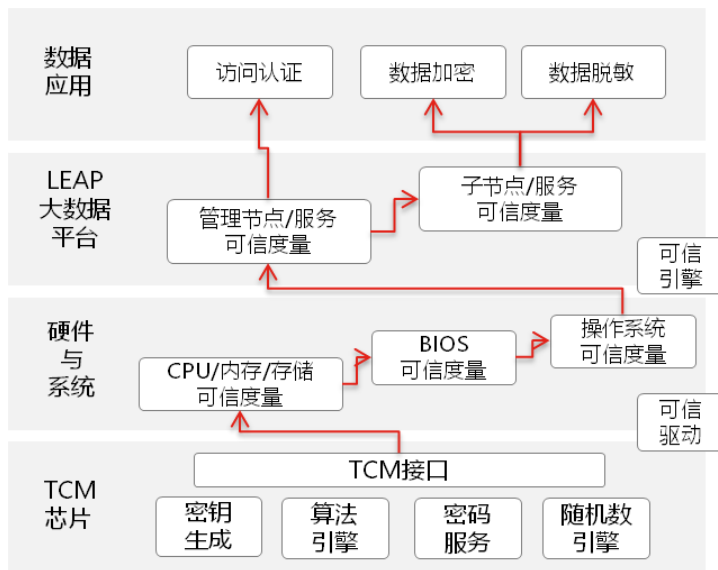 数据
应用
访问认证
数据加密
数据脱敏
LEAP
大数据
平台
管理节点/服务
可信度量
子节点/服务
可信度量
可信
引擎
硬件
与
系统
CPU/内存/存储
可信度量
BIOS
可信度量
操作系统
可信度量
可信
驱动
TCM
芯片
TCM接口
密钥
生成
算法
引擎
密码
服务
随机数
引擎